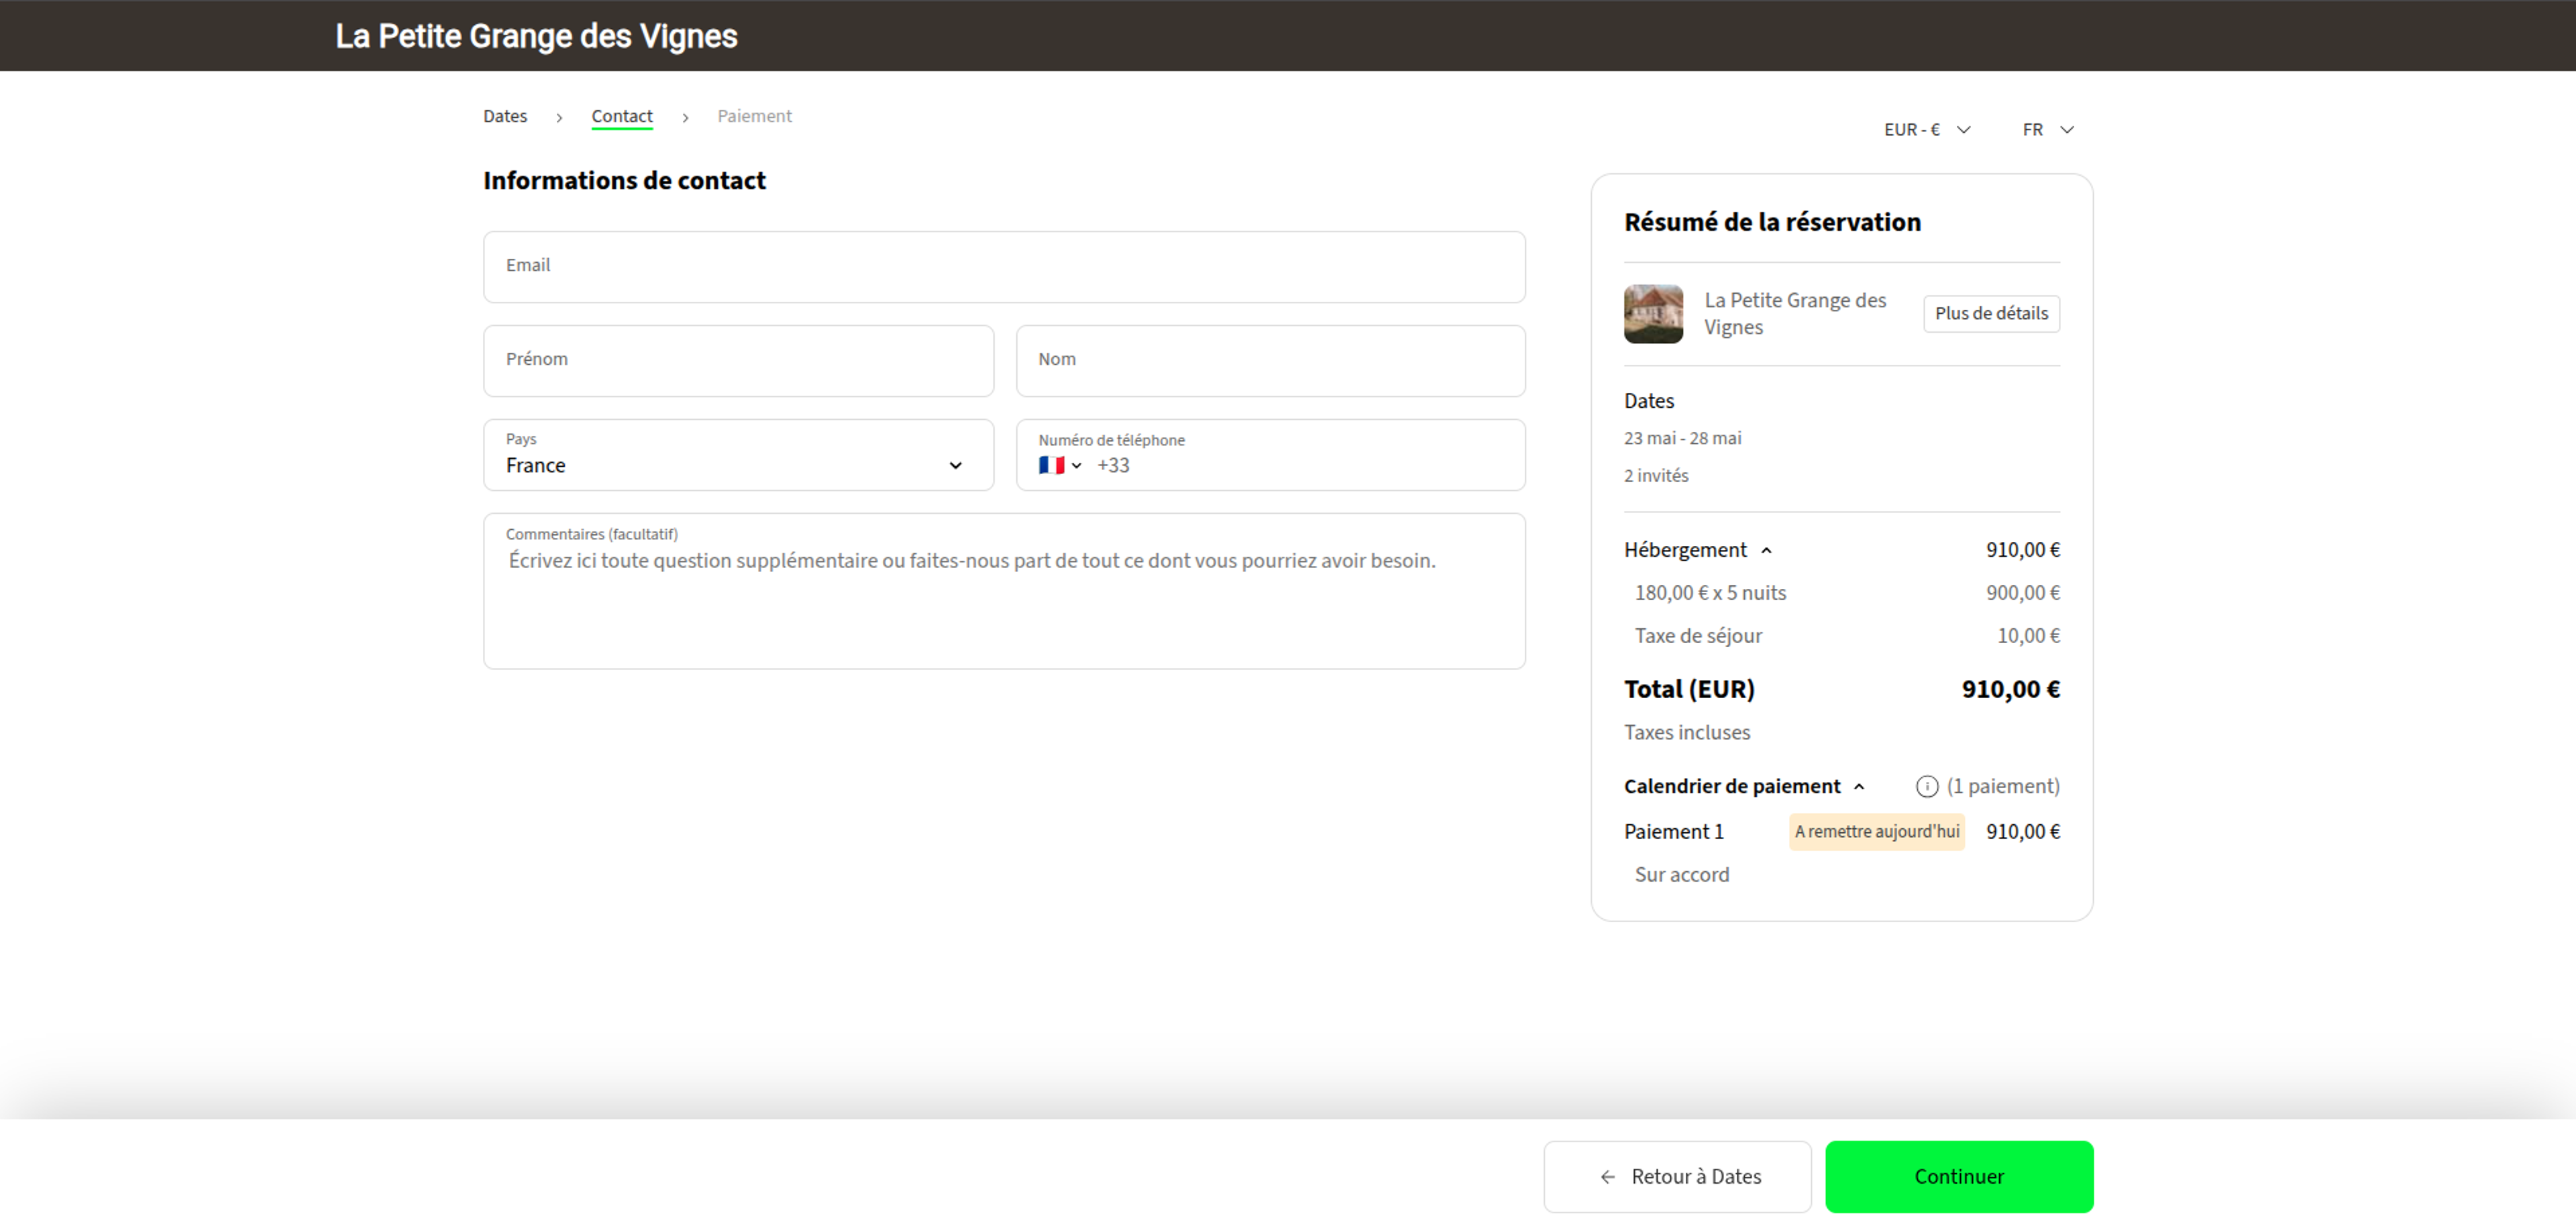 La Petite Grange des Vignes
Dates › Contact › Paiement
EUR - € FR
Informations de contact
Email
Prénom
Nom
Pays
France
Numéro de téléphone
+33
Commentaires (facultatif)
Écrivez ici toute question supplémentaire ou faites-nous part de tout ce dont vous pourriez avoir besoin.
Résumé de la réservation
La Petite Grange des
Vignes
Plus de détails
Dates
23 mai - 28 mai
2 invités
Hébergement 910,00 €
180,00 € x 5 nuits 900,00 €
Taxe de séjour 10,00 €
Total (EUR) 910,00 €
Taxes incluses
Calendrier de paiement (1 paiement)
Paiement 1 A remettre aujourd'hui 910,00 €
Sur accord
← Retour à Dates
Continuer